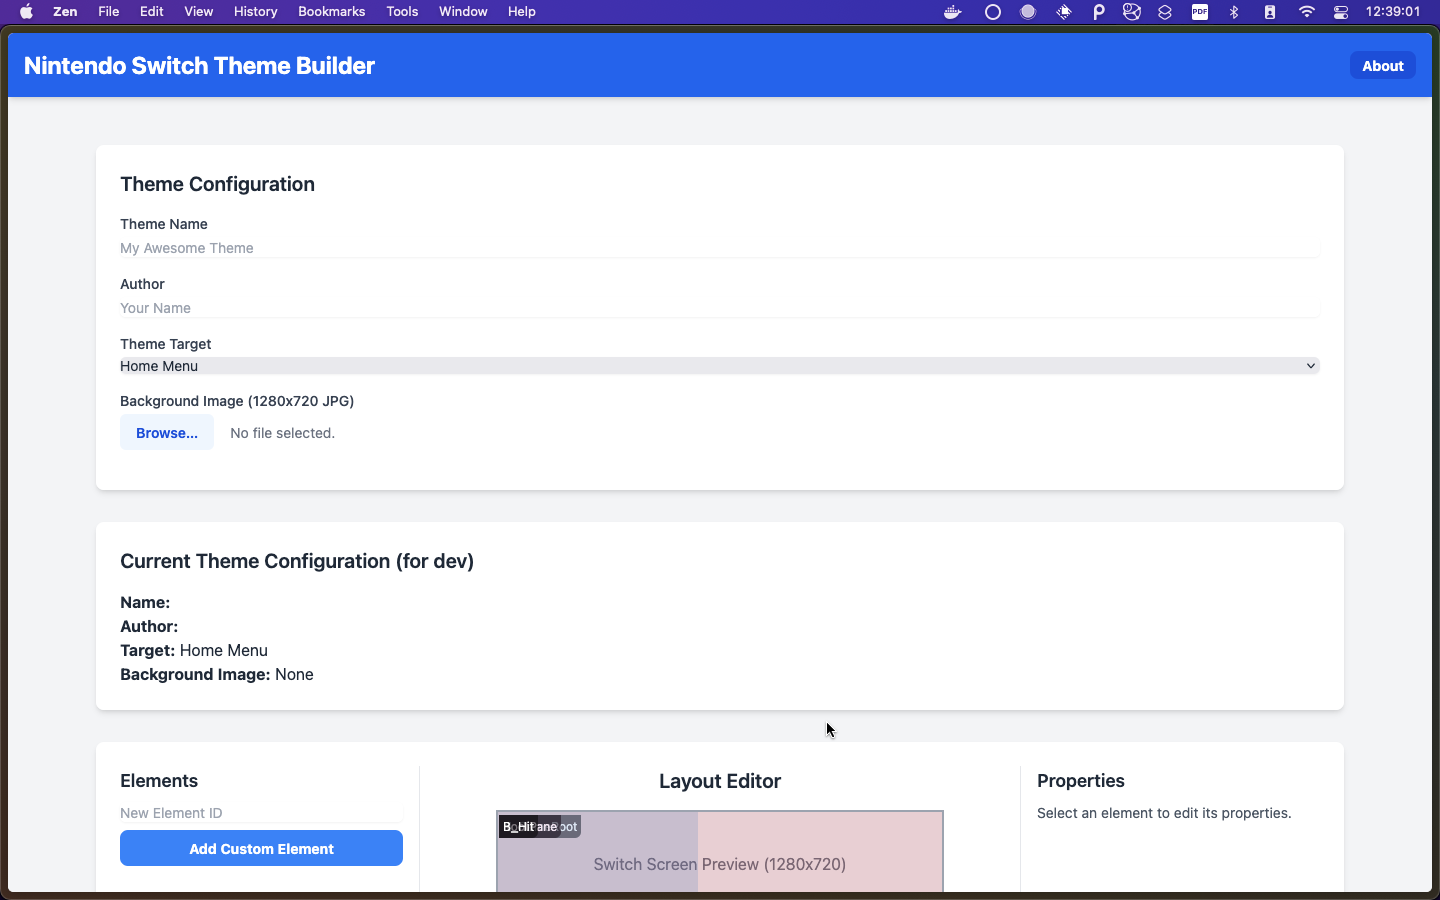 Zen File Edit View History Bookmarks Tools Window Help PDF 12:39:01
Nintendo Switch Theme Builder
About
Theme Configuration
Theme Name
My Awesome Theme
Author
Your Name
Theme Target
Home Menu
Background Image (1280x720 JPG)
Browse... No file selected.
Current Theme Configuration (for dev)
Name:
Author:
Target: Home Menu
Background Image: None
Elements
New Element ID
Add Custom Element
Layout Editor
B_Hit
Switch Screen Preview (1280x720)
Properties
Select an element to edit its properties.